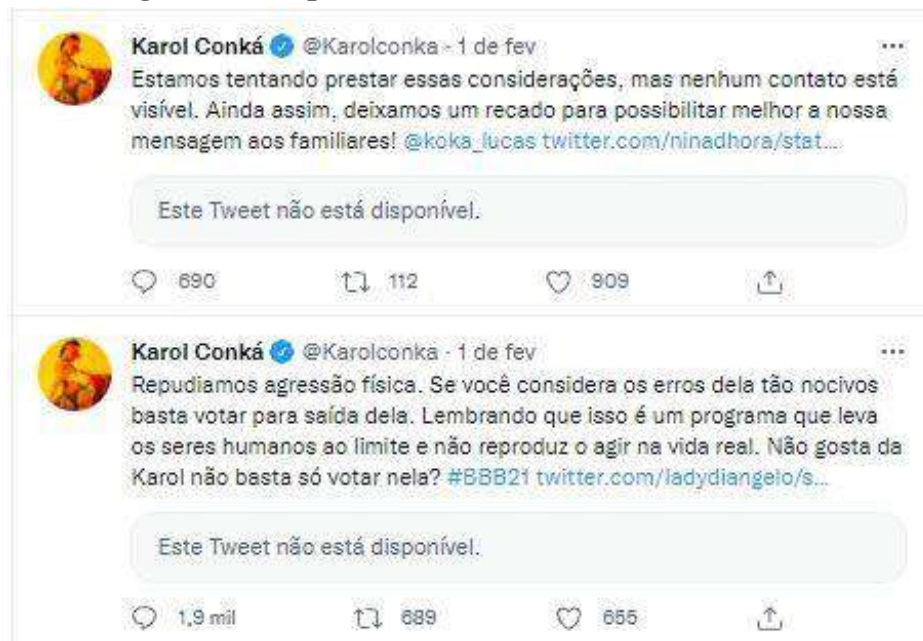 Karol Conká @Karolconka · 1 de fev
Estamos tentando prestar essas considerações, mas nenhum contato está
visível. Ainda assim, deixamos um recado para possibilitar melhor a nossa
mensagem aos familiares! @koka_lucas twitter.com/ninadhora/stat...
Este Tweet não está disponível.
690 112 909
Karol Conká @Karolconka · 1 de fev
Repudiamos agressão física. Se você considera os erros dela tão nocivos
basta votar para saída dela. Lembrando que isso é um programa que leva
os seres humanos ao limite e não reproduz o agir na vida real. Não gosta da
Karol não basta só votar nela? #BBB21 twitter.com/ladydiangelo/s...
Este Tweet não está disponível.
1,9 mil 689 655